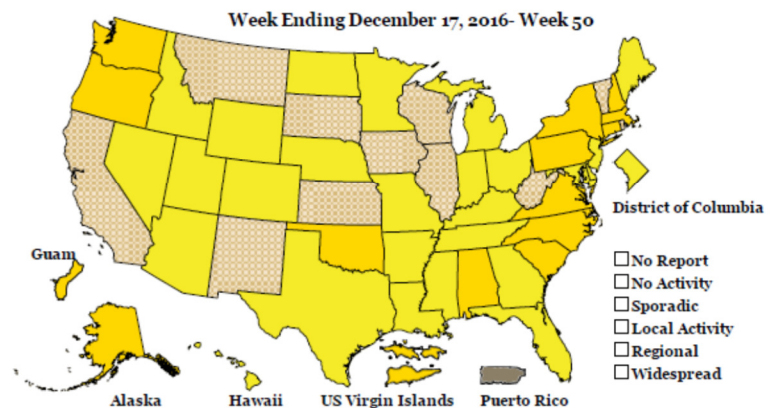 Week Ending December 17, 2016- Week 50
District of Columbia
Guam
No Report
No Activity
Sporadic
Local Activity
Regional
Widespread
Alaska
Hawaii
US Virgin Islands
Puerto Rico